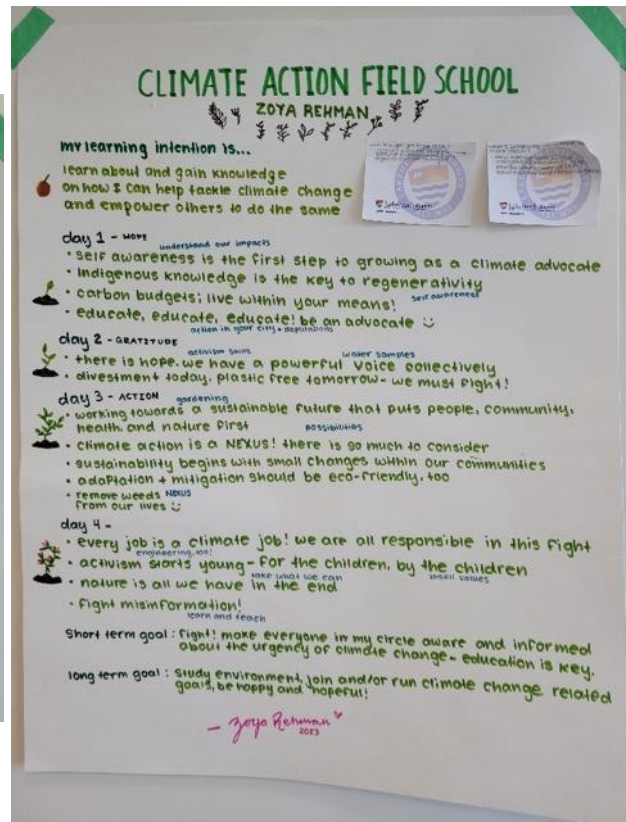 CLIMATE ACTION FIELD SCHOOL
ZOYA REHMAN
my learning intention is...
learn about and gain knowledge
on how I can help tackle climate change
and empower others to do the same
day 1 - HOPE
understand our impacts
• self awareness is the first step to growing as a climate advocate
• Indigenous knowledge is the key to regenerativity
• carbon budgets; live within your means!
self awareness
• educate, educate, educate! be an advocate :)
action in your city + deputations
day 2 - GRATITUDE
activism gains
water samples
• there is hope. we have a powerful voice collectively
• divestment today, plastic free tomorrow - we must fight!
day 3 - ACTION
gardening
• working towards a sustainable future that puts people, community,
health and nature first
possibilities
• climate action is a NEXUS! there is so much to consider
• sustainability begins with small changes within our communities
• adaptation + mitigation should be eco-friendly, too
• remove weeds
NEXUS
from our lives :)
day 4 -
• every job is a climate job! we are all responsible in this fight
engineering, too!
• activism starts young - for the children, by the children
take what we can
instill values
• nature is all we have in the end
• fight misinformation!
learn and teach
Short term goal : fight! make everyone in my circle aware and informed
about the urgency of climate change - education is key.
long term goal : study environment, join and/or run climate change related
goals, be happy and hopeful!
- Zoya Rehman
2023